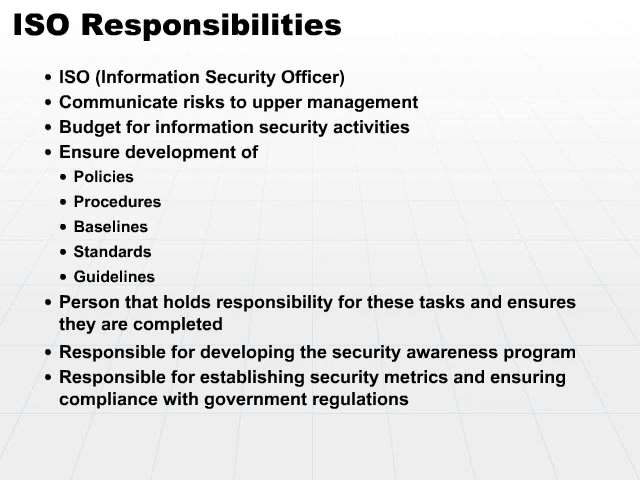 ISO Responsibilities
• ISO (Information Security Officer)
• Communicate risks to upper management
• Budget for information security activities
• Ensure development of
• Policies
• Procedures
• Baselines
• Standards
• Guidelines
• Person that holds responsibility for these tasks and ensures
they are completed
• Responsible for developing the security awareness program
• Responsible for establishing security metrics and ensuring
compliance with government regulations